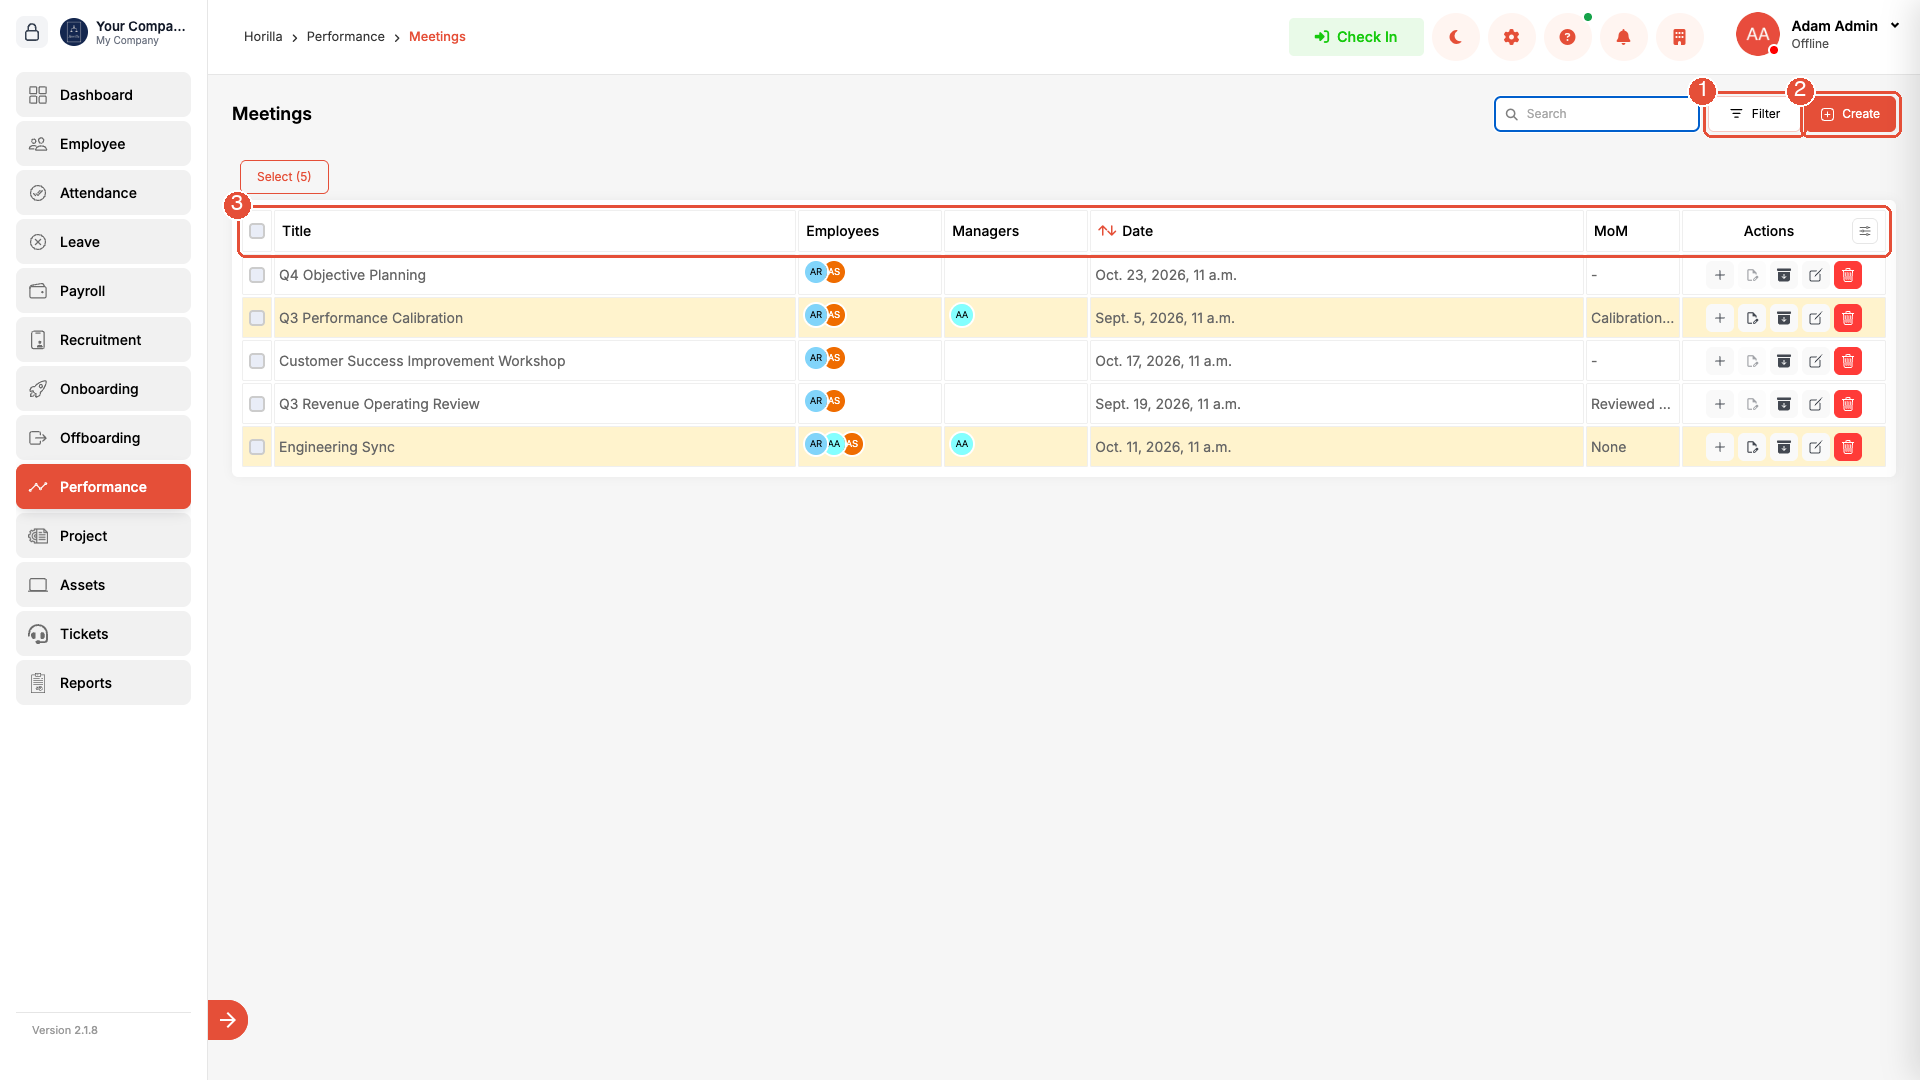 Your Compa...
My Company
Horilla > Performance > Meetings
Check In
AA
Adam Admin
Offline
Dashboard
Employee
Attendance
Leave
Payroll
Recruitment
Onboarding
Offboarding
Performance
Project
Assets
Tickets
Reports
Version 2.1.8
Meetings
Search
1
Filter
2
Create
Select (5)
3
Title Employees Managers Date MoM Actions
Q4 Objective Planning AR AS Oct. 23, 2026, 11 a.m. -
Q3 Performance Calibration AR AS AA Sept. 5, 2026, 11 a.m. Calibration...
Customer Success Improvement Workshop AR AS Oct. 17, 2026, 11 a.m. -
Q3 Revenue Operating Review AR AS Sept. 19, 2026, 11 a.m. Reviewed ...
Engineering Sync AR AA AS AA Oct. 11, 2026, 11 a.m. None